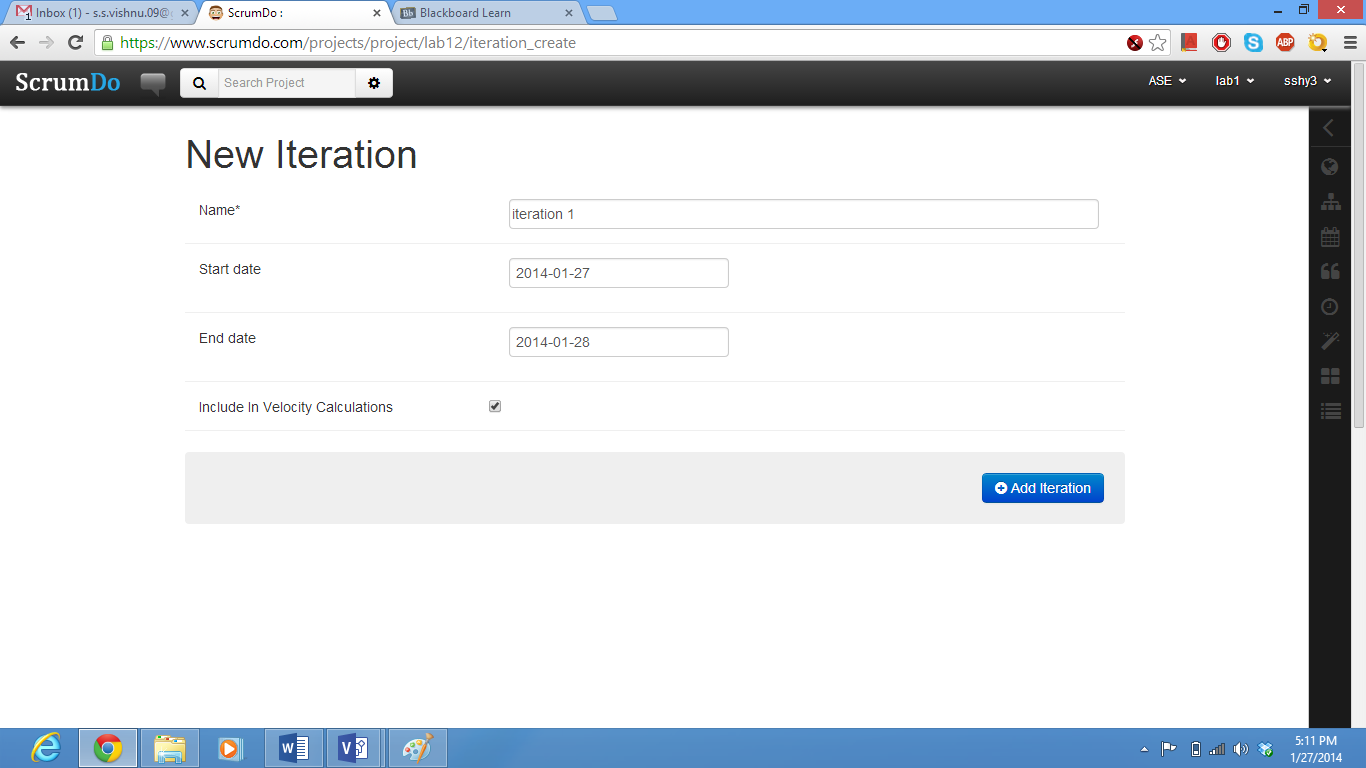 Inbox (1) - s.s.vishnu.09@
ScrumDo :
Blackboard Learn
https://www.scrumdo.com/projects/project/lab12/iteration_create
ABP
ScrumDo
Search Project
ASE
lab1
sshy3
New Iteration
Name*
iteration 1
Start date
2014-01-27
End date
2014-01-28
Include In Velocity Calculations
Add Iteration
5:11 PM
1/27/2014